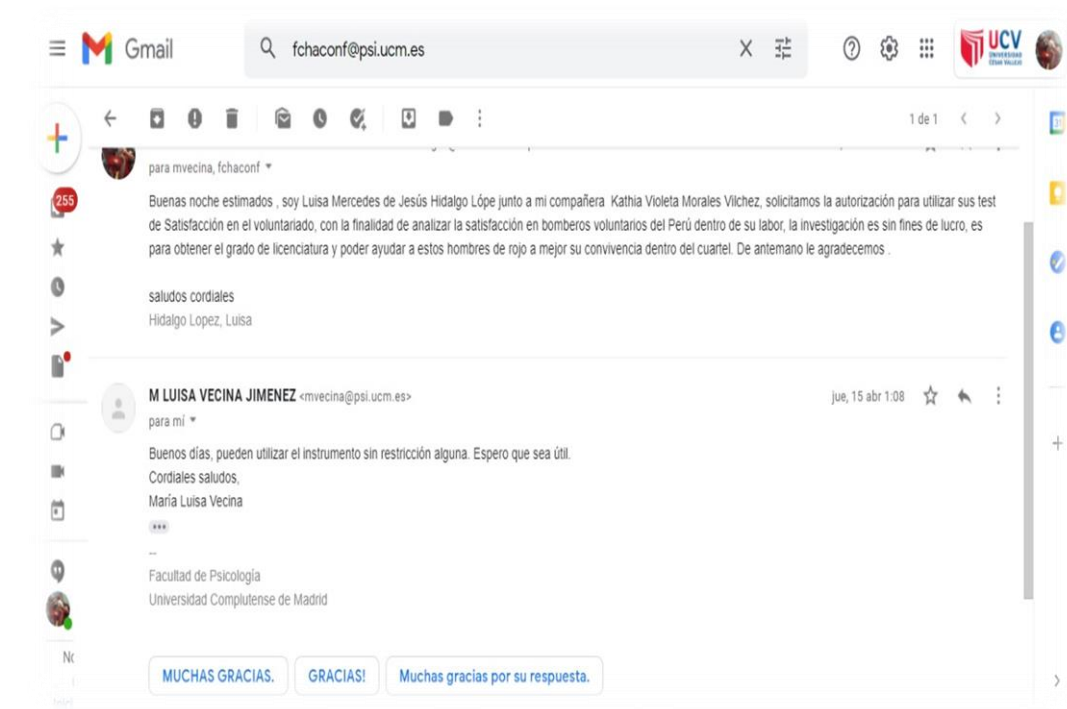 Gmail
fchaconf@psi.ucm.es
UCV
UNIVERSIDAD
CÉSAR VALLEJO
1 de 1
31
255
para mvecina, fchaconf
Buenas noche estimados , soy Luisa Mercedes de Jesús Hidalgo Lópe junto a mi compañera Kathia Violeta Morales Vilchez, solicitamos la autorización para utilizar sus test
de Satisfacción en el voluntariado, con la finalidad de analizar la satisfacción en bomberos voluntarios del Perú dentro de su labor, la investigación es sin fines de lucro, es
para obtener el grado de licenciatura y poder ayudar a estos hombres de rojo a mejor su convivencia dentro del cuartel. De antemano le agradecemos .
saludos cordiales
Hidalgo Lopez, Luisa
M LUISA VECINA JIMENEZ <mvecina@psi.ucm.es>
jue, 15 abr 1:08
para mí
Buenos días, pueden utilizar el instrumento sin restricción alguna. Espero que sea útil.
Cordiales saludos,
María Luisa Vecina
--
Facultad de Psicología
Universidad Complutense de Madrid
MUCHAS GRACIAS.
GRACIAS!
Muchas gracias por su respuesta.